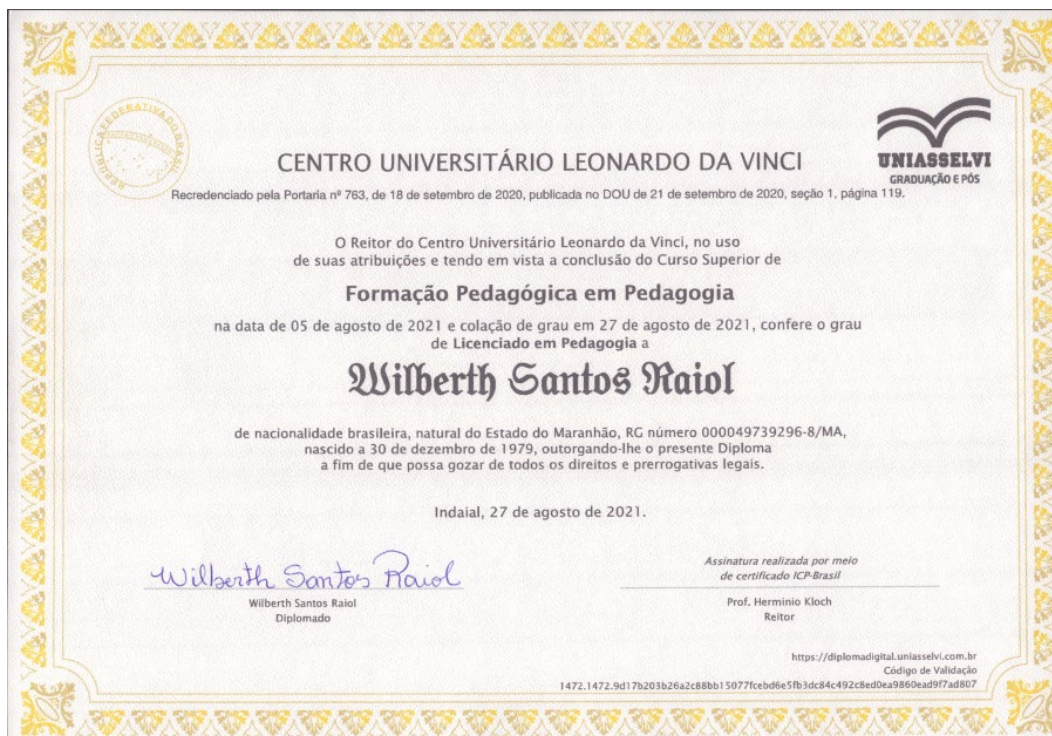 REPÚBLICA FEDERATIVA DO BRASIL
UNIASSELVI
GRADUAÇÃO E PÓS
CENTRO UNIVERSITÁRIO LEONARDO DA VINCI
Recredenciado pela Portaria nº 763, de 18 de setembro de 2020, publicada no DOU de 21 de setembro de 2020, seção 1, página 119.
O Reitor do Centro Universitário Leonardo da Vinci, no uso
de suas atribuições e tendo em vista a conclusão do Curso Superior de
Formação Pedagógica em Pedagogia
na data de 05 de agosto de 2021 e colação de grau em 27 de agosto de 2021, confere o grau
de Licenciado em Pedagogia a
Wilberth Santos Raiol
de nacionalidade brasileira, natural do Estado do Maranhão, RG número 000049739296-8/MA,
nascido a 30 de dezembro de 1979, outorgando-lhe o presente Diploma
a fim de que possa gozar de todos os direitos e prerrogativas legais.
Indaial, 27 de agosto de 2021.
Wilberth Santos Raiol
Wilberth Santos Raiol
Diplomado
Assinatura realizada por meio
de certificado ICP-Brasil
Prof. Hermínio Kloch
Reitor
https://diplomadigital.uniasselvi.com.br
Código de Validação
1472.1472.9d17b203b26a2c88bb15077fcebd6e5fb3dc84c492c8ed0ea9860ead9f7ad807